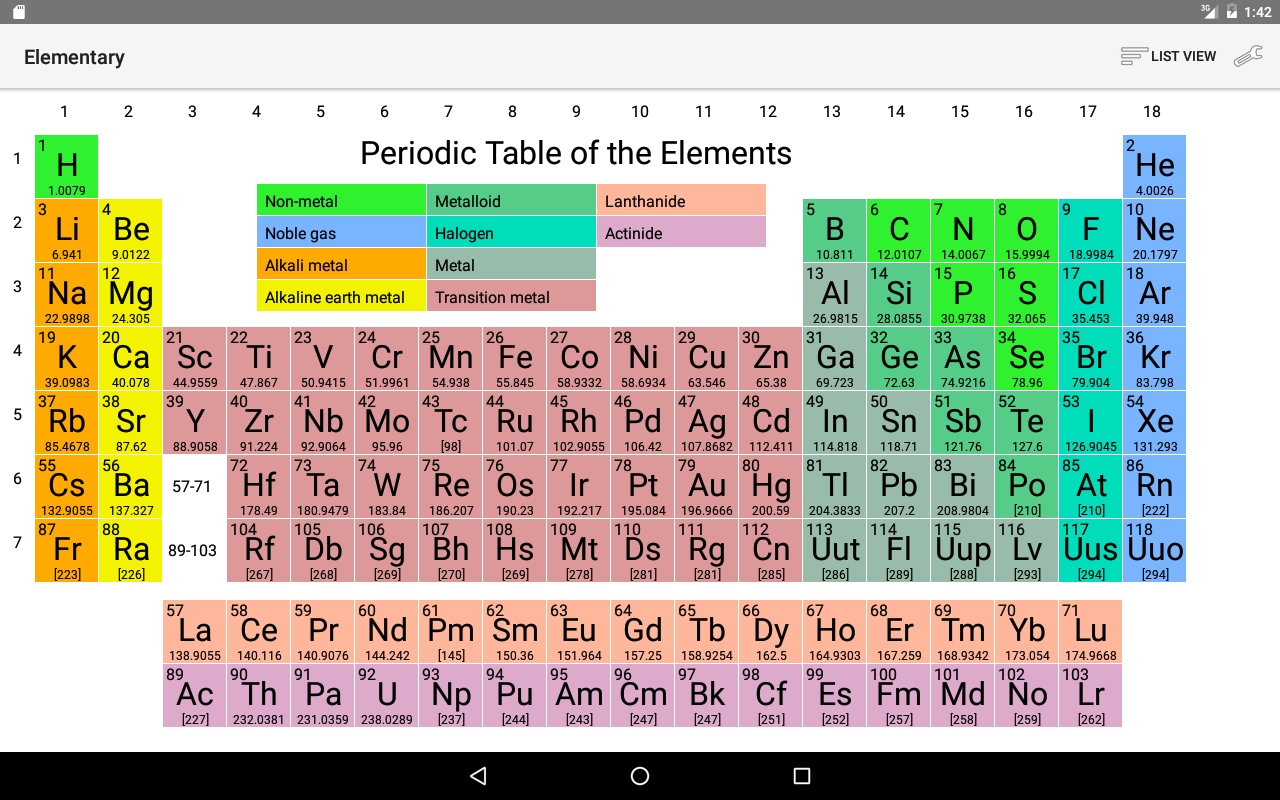 3G 1:42
Elementary LIST VIEW
1 2 3 4 5 6 7 8 9 10 11 12 13 14 15 16 17 18
Periodic Table of the Elements
Non-metal Metalloid Lanthanide
Noble gas Halogen Actinide
Alkali metal Metal
Alkaline earth metal Transition metal
1 2
1 H He
1.0079 4.0026
3 4 5 6 7 8 9 10
2 Li Be B C N O F Ne
6.941 9.0122 10.811 12.0107 14.0067 15.9994 18.9984 20.1797
11 12 13 14 15 16 17 18
3 Na Mg Al Si P S Cl Ar
22.9898 24.305 26.9815 28.0855 30.9738 32.065 35.453 39.948
19 20 21 22 23 24 25 26 27 28 29 30 31 32 33 34 35 36
4 K Ca Sc Ti V Cr Mn Fe Co Ni Cu Zn Ga Ge As Se Br Kr
39.0983 40.078 44.9559 47.867 50.9415 51.9961 54.938 55.845 58.9332 58.6934 63.546 65.38 69.723 72.63 74.9216 78.96 79.904 83.798
37 38 39 40 41 42 43 44 45 46 47 48 49 50 51 52 53 54
5 Rb Sr Y Zr Nb Mo Tc Ru Rh Pd Ag Cd In Sn Sb Te I Xe
85.4678 87.62 88.9058 91.224 92.9064 95.96 [98] 101.07 102.9055 106.42 107.8682 112.411 114.818 118.71 121.76 127.6 126.9045 131.293
55 56 72 73 74 75 76 77 78 79 80 81 82 83 84 85 86
6 Cs Ba 57-71 Hf Ta W Re Os Ir Pt Au Hg Tl Pb Bi Po At Rn
132.9055 137.327 178.49 180.9479 183.84 186.207 190.23 192.217 195.084 196.9666 200.59 204.3833 207.2 208.9804 [210] [210] [222]
87 88 104 105 106 107 108 109 110 111 112 113 114 115 116 117 118
7 Fr Ra 89-103 Rf Db Sg Bh Hs Mt Ds Rg Cn Uut Fl Uup Lv Uus Uuo
[223] [226] [267] [268] [269] [270] [269] [278] [281] [281] [285] [286] [289] [288] [293] [294] [294]
57 58 59 60 61 62 63 64 65 66 67 68 69 70 71
La Ce Pr Nd Pm Sm Eu Gd Tb Dy Ho Er Tm Yb Lu
138.9055 140.116 140.9076 144.242 [145] 150.36 151.964 157.25 158.9254 162.5 164.9303 167.259 168.9342 173.054 174.9668
89 90 91 92 93 94 95 96 97 98 99 100 101 102 103
Ac Th Pa U Np Pu Am Cm Bk Cf Es Fm Md No Lr
[227] 232.0381 231.0359 238.0289 [237] [244] [243] [247] [247] [251] [252] [257] [258] [259] [262]